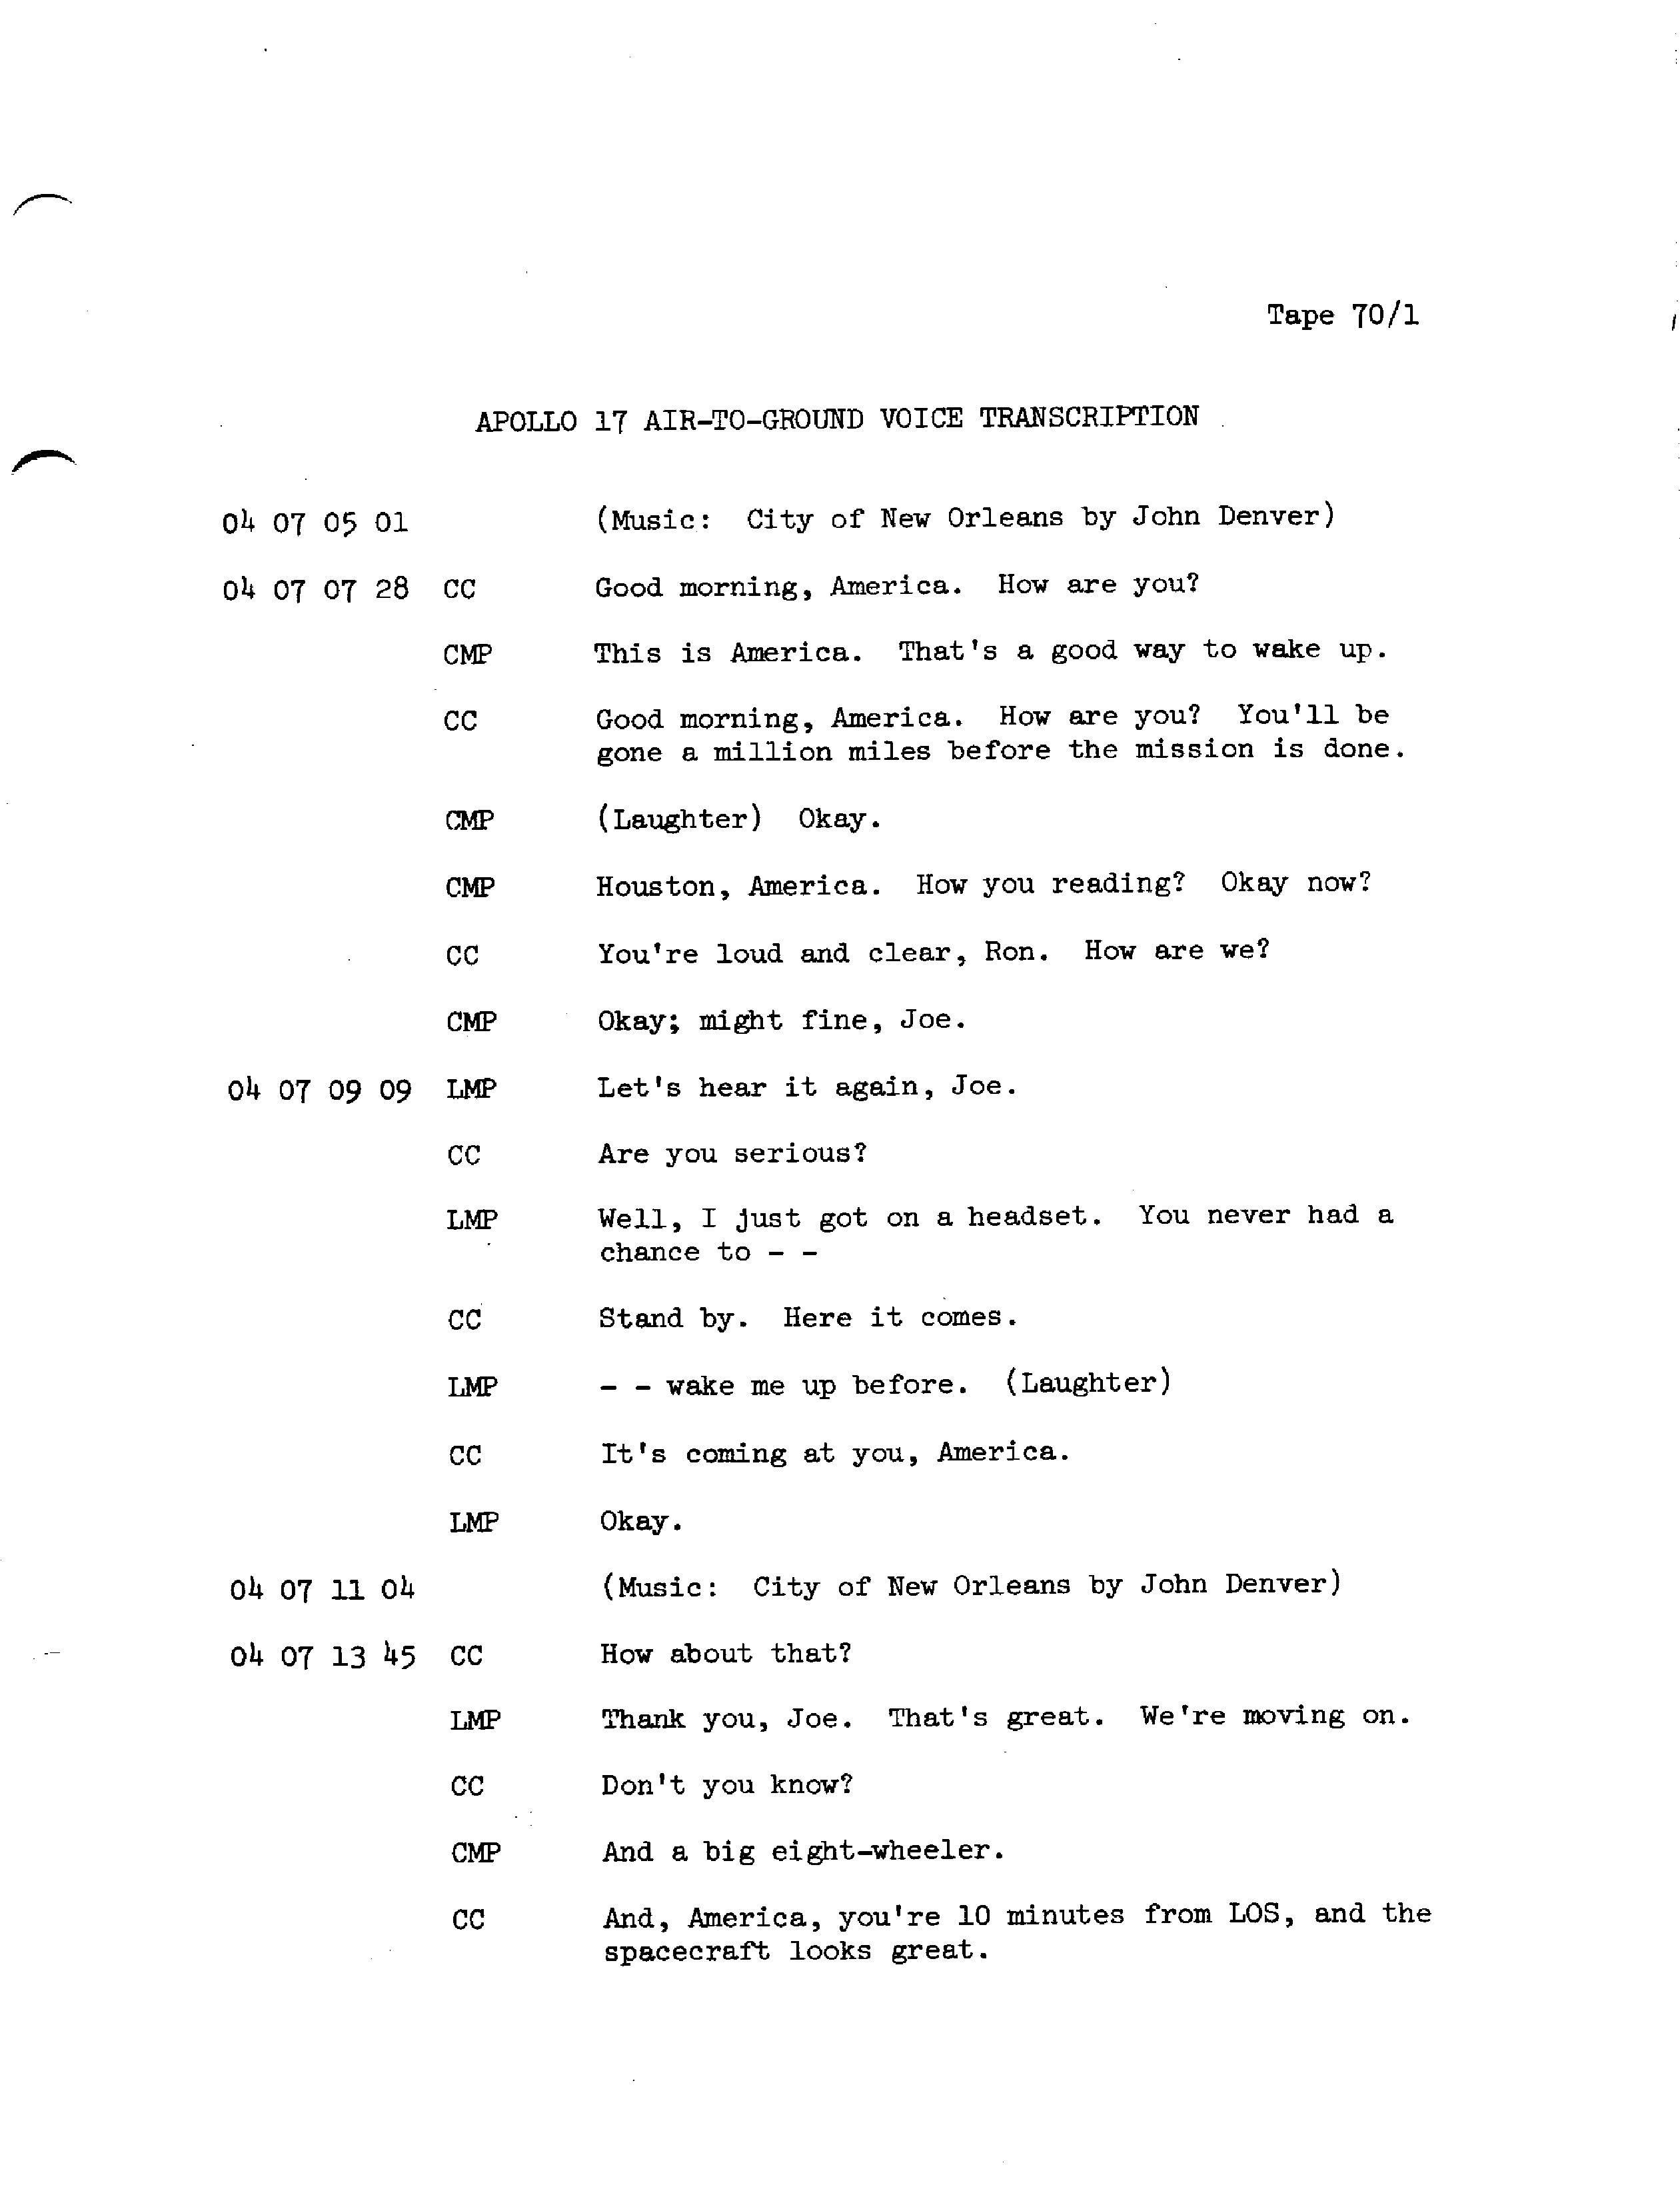 Tape 70/1
APOLLO 17 AIR-TO-GROUND VOICE TRANSCRIPTION
04 07 05 01 (Music: City of New Orleans by John Denver)
04 07 07 28 CC Good morning, America. How are you?
CMP This is America. That's a good way to wake up.
CC Good morning, America. How are you? You'll be
gone a million miles before the mission is done.
CMP (Laughter) Okay.
CMP Houston, America. How you reading? Okay now?
CC You're loud and clear, Ron. How are we?
CMP Okay; might fine, Joe.
04 07 09 09 LMP Let's hear it again, Joe.
CC Are you serious?
LMP Well, I just got on a headset. You never had a
chance to - -
CC Stand by. Here it comes.
LMP - - wake me up before. (Laughter)
CC It's coming at you, America.
LMP Okay.
04 07 11 04 (Music: City of New Orleans by John Denver)
04 07 13 45 CC How about that?
LMP Thank you, Joe. That's great. We're moving on.
CC Don't you know?
CMP And a big eight-wheeler.
CC And, America, you're 10 minutes from LOS, and the
spacecraft looks great.